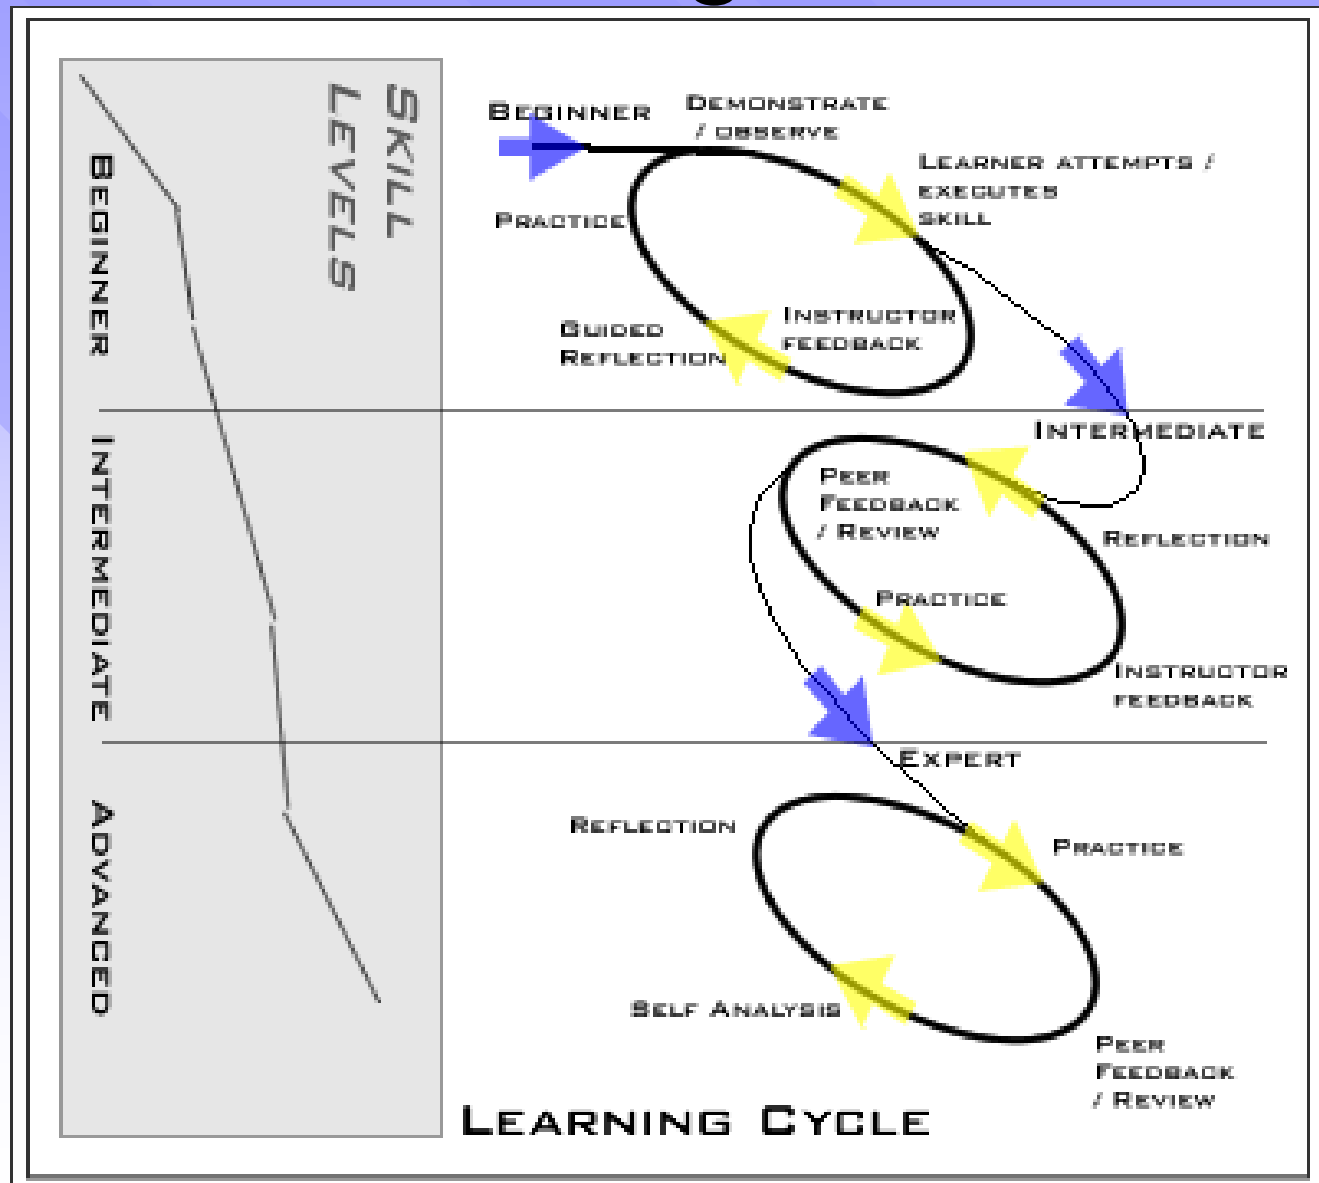 SKILL
LEVELS
BEGINNER
INTERMEDIATE
ADVANCED
BEGINNER
DEMONSTRATE
/ OBSERVE
LEARNER ATTEMPTS /
EXECUTES
SKILL
PRACTICE
INSTRUCTOR
FEEDBACK
GUIDED
REFLECTION
INTERMEDIATE
PEER
FEEDBACK
/ REVIEW
REFLECTION
PRACTICE
INSTRUCTOR
FEEDBACK
EXPERT
REFLECTION
PRACTICE
SELF ANALYSIS
PEER
FEEDBACK
/ REVIEW
LEARNING CYCLE